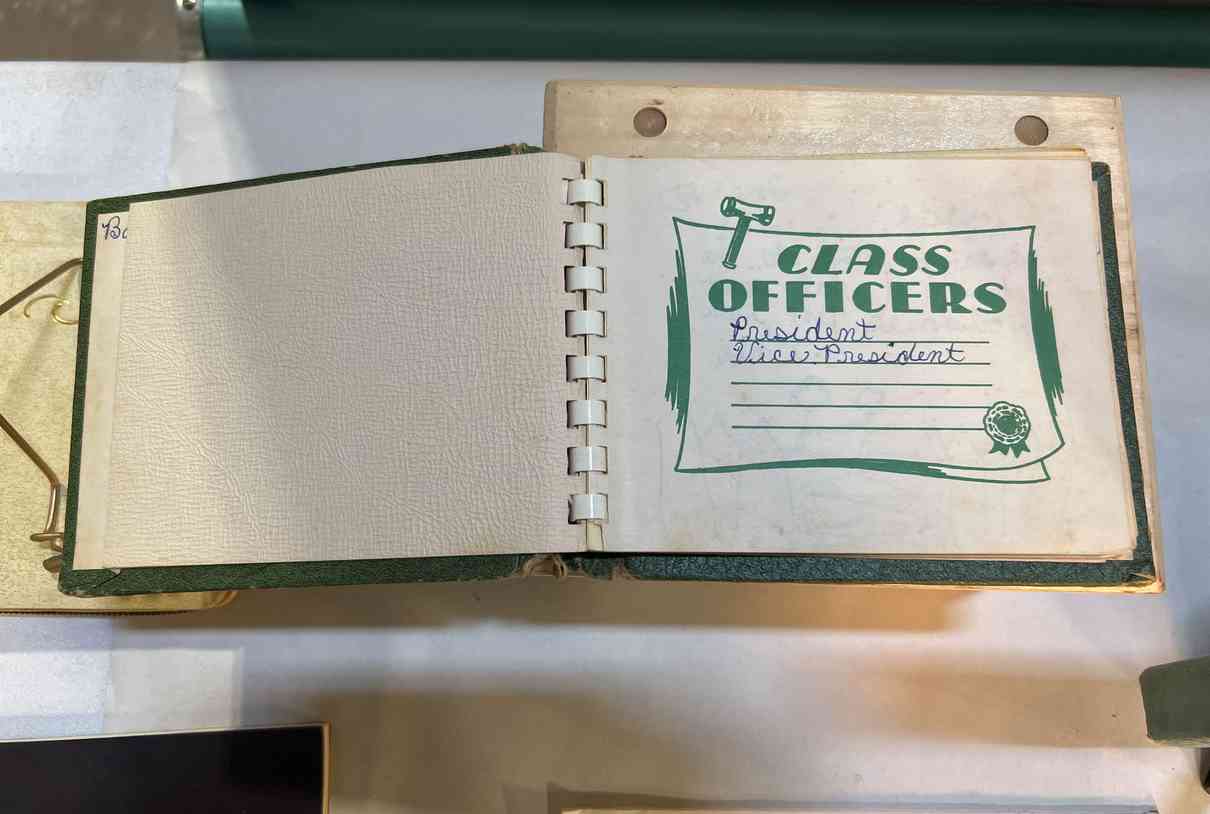 CLASS
OFFICERS
President
Vice President